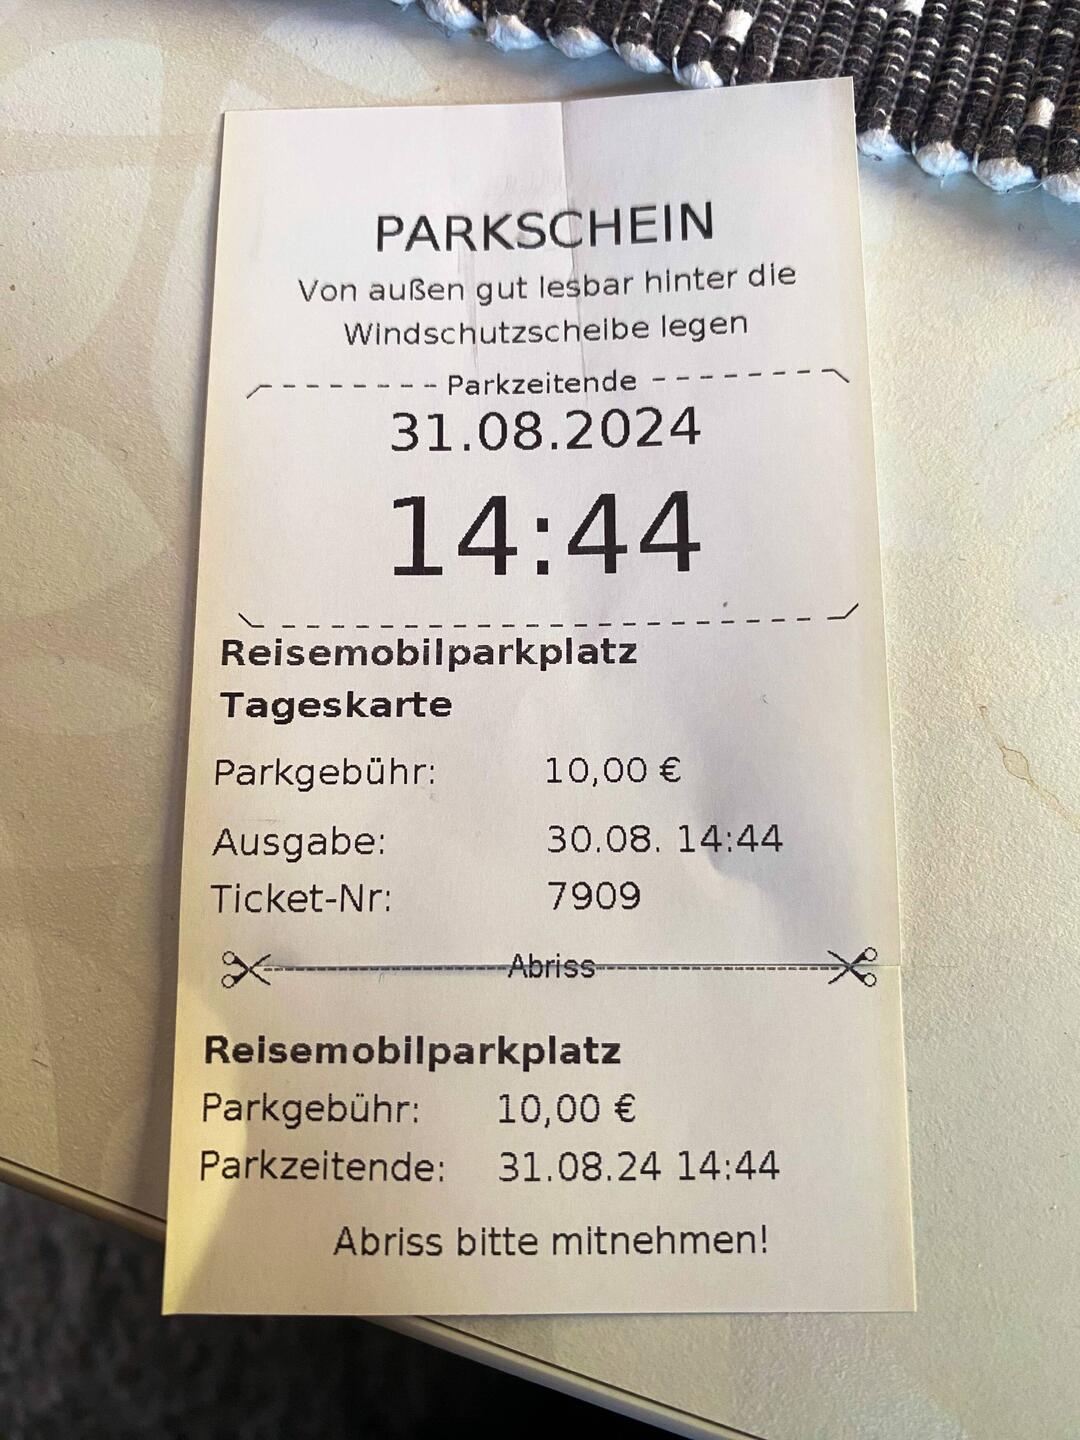 PARKSCHEIN
Von außen gut lesbar hinter die
Windschutzscheibe legen
Parkzeitende
31.08.2024
14:44
Reisemobilparkplatz
Tageskarte
Parkgebühr: 10,00 €
Ausgabe: 30.08. 14:44
Ticket-Nr: 7909
Abriss
Reisemobilparkplatz
Parkgebühr: 10,00 €
Parkzeitende: 31.08.24 14:44
Abriss bitte mitnehmen!